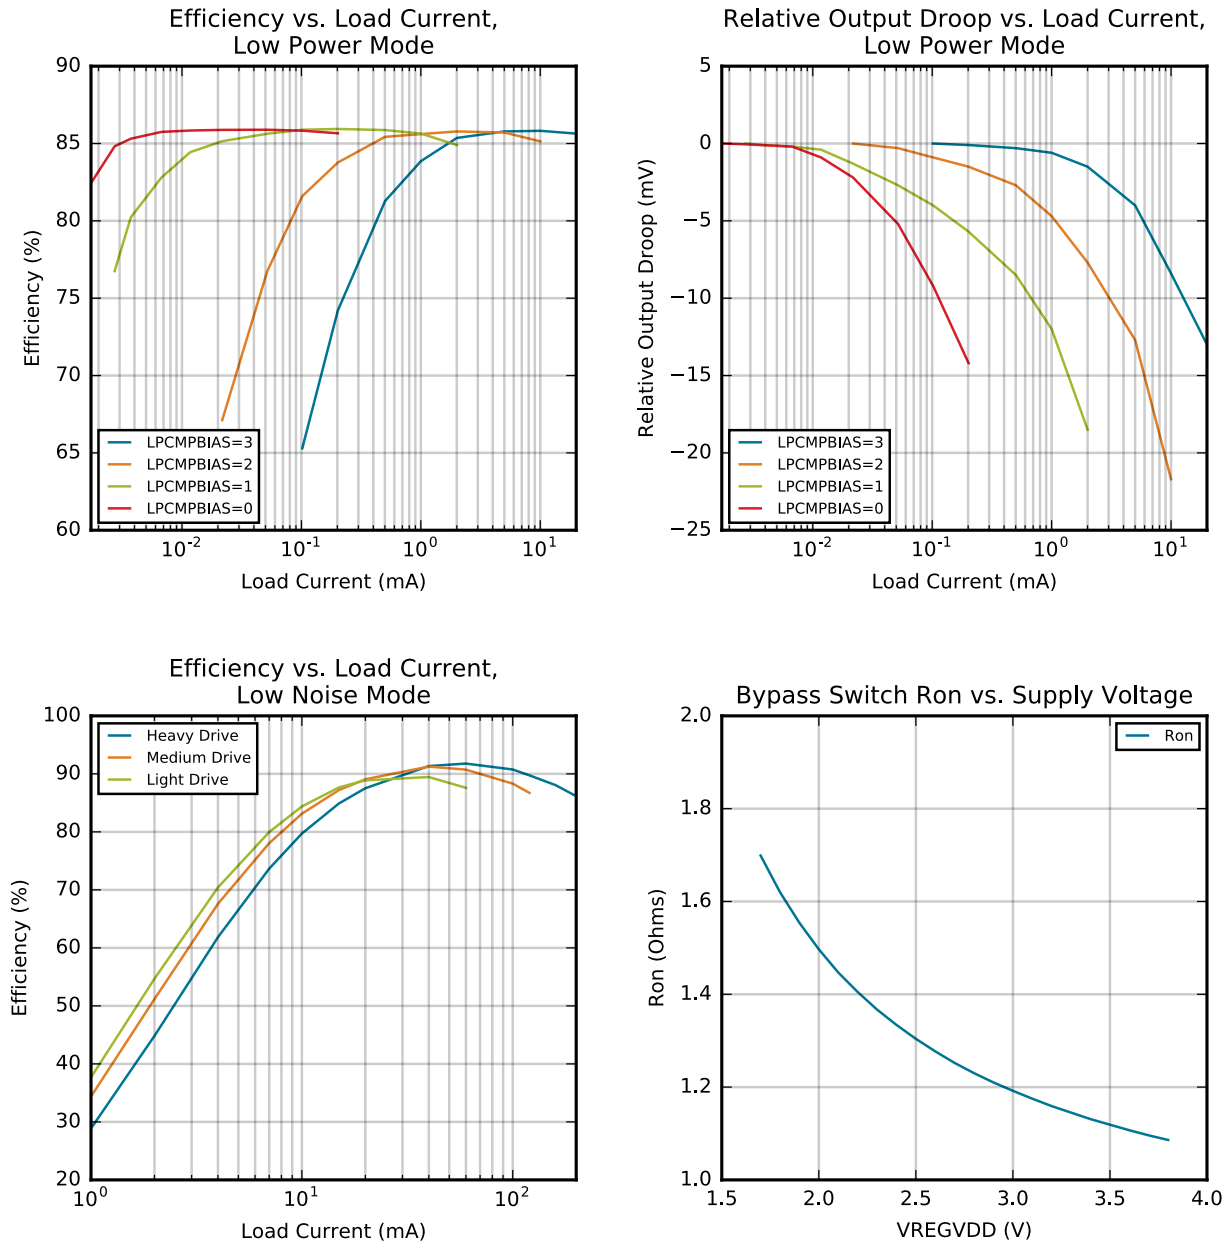 Efficiency vs. Load Current,
Low Power Mode
90
85
80
75
70
65
60
Efficiency (%)
LPCMPBIAS=3
LPCMPBIAS=2
LPCMPBIAS=1
LPCMPBIAS=0
10⁻² 10⁻¹ 10⁰ 10¹
Load Current (mA)
Relative Output Droop vs. Load Current,
Low Power Mode
5
0
−5
−10
−15
−20
−25
Relative Output Droop (mV)
LPCMPBIAS=3
LPCMPBIAS=2
LPCMPBIAS=1
LPCMPBIAS=0
10⁻² 10⁻¹ 10⁰ 10¹
Load Current (mA)
Efficiency vs. Load Current,
Low Noise Mode
100
90
80
70
60
50
40
30
20
Efficiency (%)
Heavy Drive
Medium Drive
Light Drive
10⁰ 10¹ 10²
Load Current (mA)
Bypass Switch Ron vs. Supply Voltage
2.0
1.8
1.6
1.4
1.2
1.0
Ron (Ohms)
Ron
1.5 2.0 2.5 3.0 3.5 4.0
VREGVDD (V)